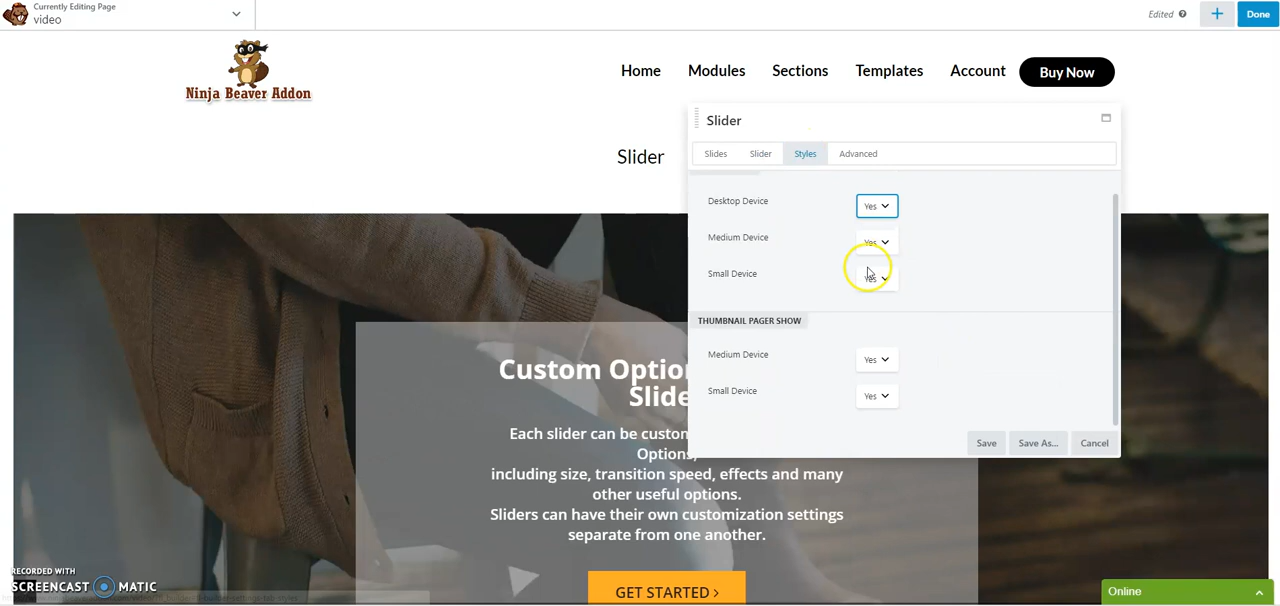 Currently Editing Page
video
Edited
Done
Ninja Beaver Addon
Home
Modules
Sections
Templates
Account
Buy Now
Slider
Slider
Slides
Slider
Styles
Advanced
Desktop Device
Yes
Medium Device
Yes
Small Device
Yes
THUMBNAIL PAGER SHOW
Medium Device
Yes
Small Device
Yes
Save
Save As...
Cancel
Custom Optio
Slide
Each slider can be custom
Options,
including size, transition speed, effects and many
other useful options.
Sliders can have their own customization settings
separate from one another.
GET STARTED ›
RECORDED WITH
SCREENCAST MATIC
Online